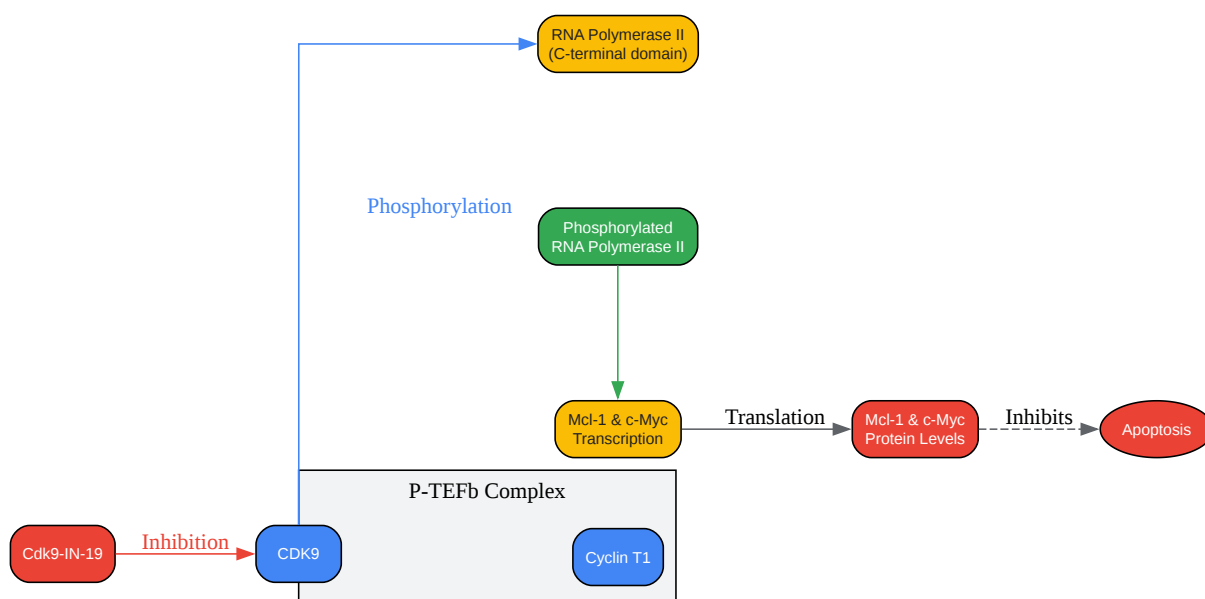 RNA Polymerase II
(C-terminal domain)
Phosphorylation
Phosphorylated
RNA Polymerase II
Mcl-1 & c-Myc
Transcription
Translation
Mcl-1 & c-Myc
Protein Levels
Inhibits
Apoptosis
P-TEFb Complex
Cdk9-IN-19
Inhibition
CDK9
Cyclin T1